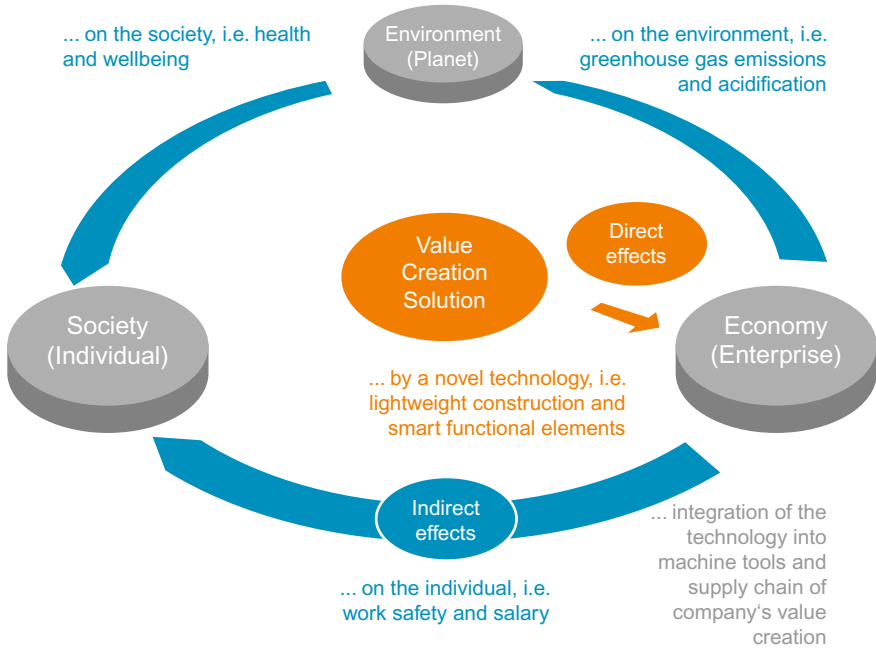 ... on the society, i.e. health
and wellbeing
Environment
(Planet)
... on the environment, i.e.
greenhouse gas emissions
and acidification
Value
Creation
Solution
Direct
effects
Society
(Individual)
Economy
(Enterprise)
... by a novel technology, i.e.
lightweight construction and
smart functional elements
Indirect
effects
... on the individual, i.e.
work safety and salary
... integration of the
technology into
machine tools and
supply chain of
company‘s value
creation